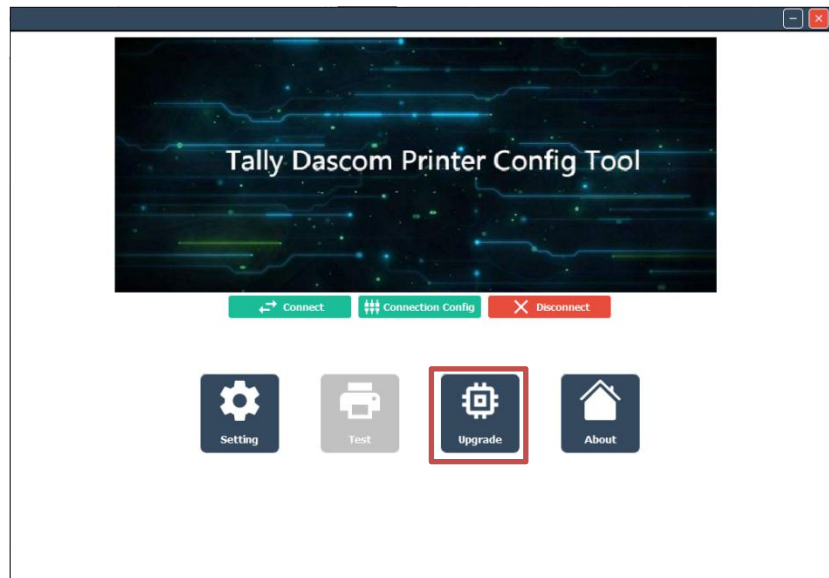 Tally Dascom Printer Config Tool
Connect Connection Config Disconnect
Setting Test Upgrade About